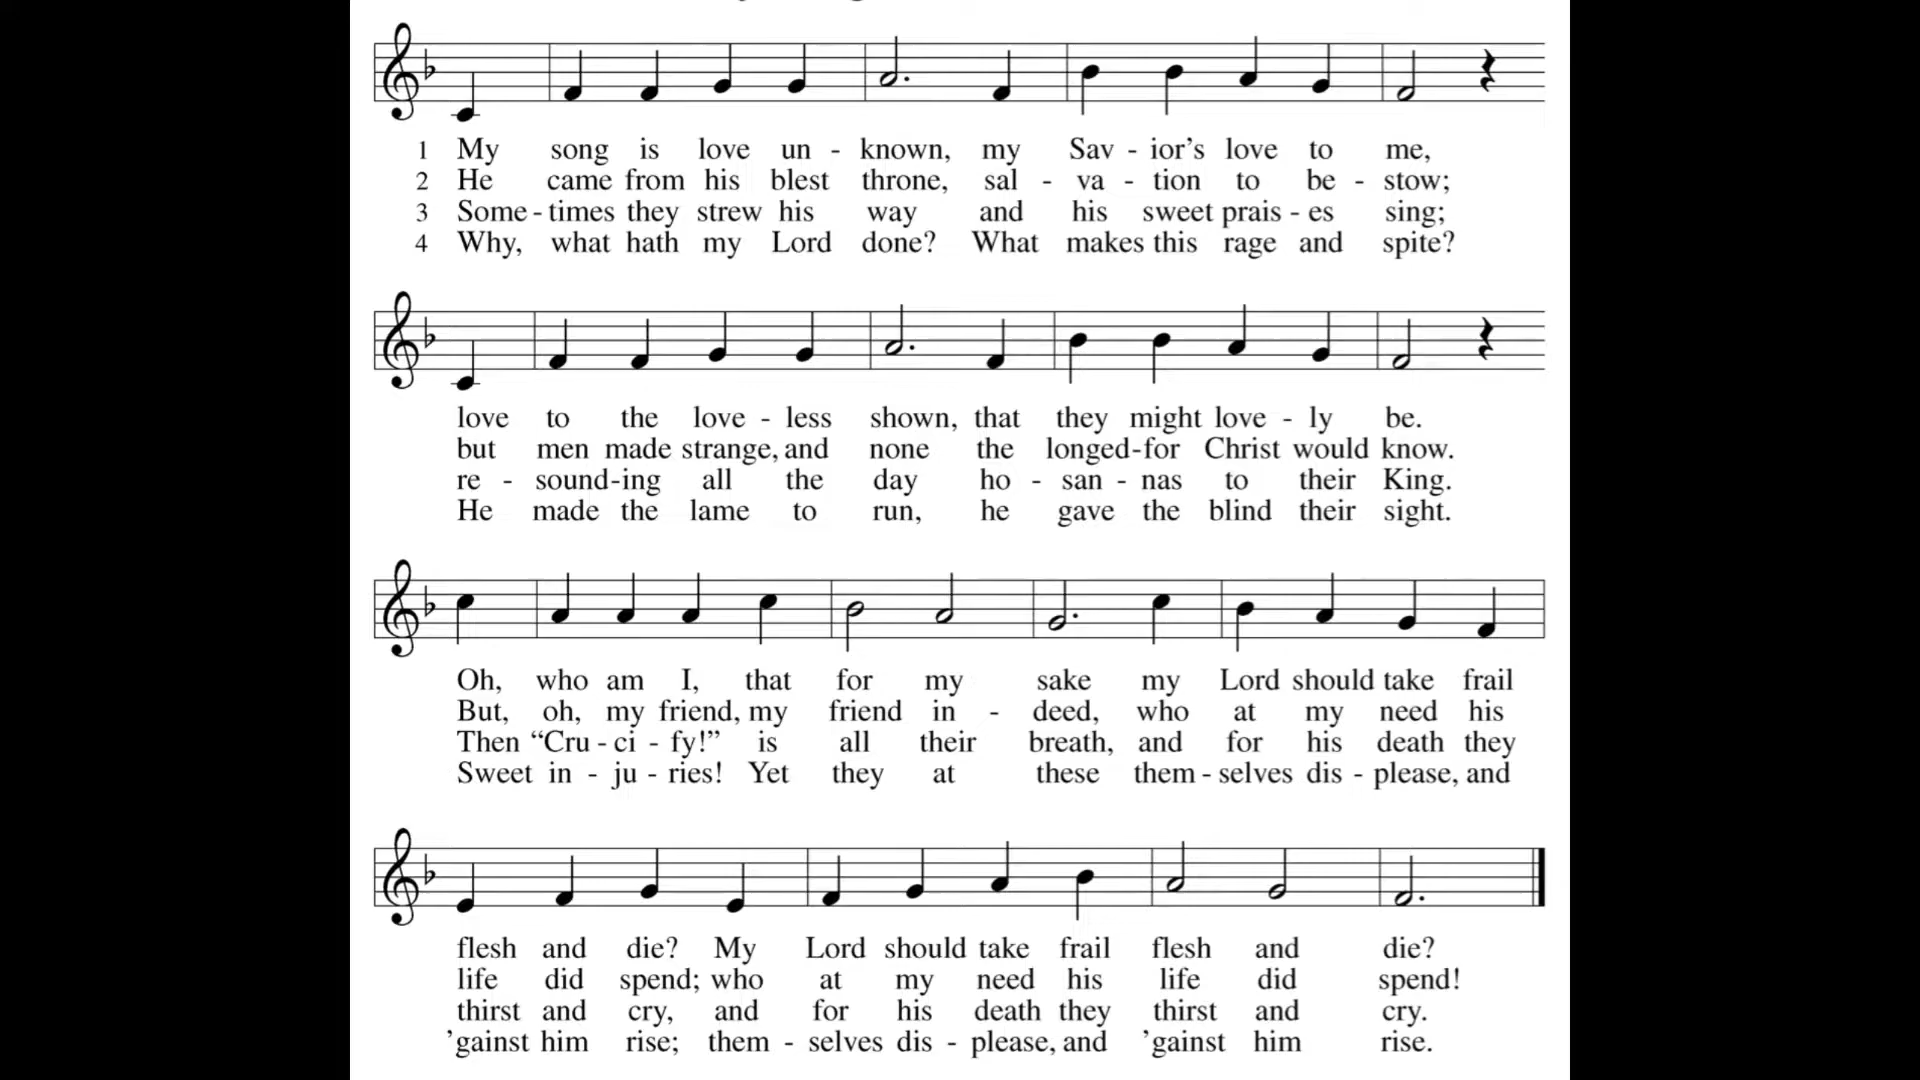 1 My song is love un - known, my Sav - ior's love to me,
2 He came from his blest throne, sal - va - tion to be - stow;
3 Some - times they strew his way and his sweet prais - es sing;
4 Why, what hath my Lord done? What makes this rage and spite?
love to the love - less shown, that they might love - ly be.
but men made strange, and none the longed-for Christ would know.
re - sound-ing all the day ho - san - nas to their King.
He made the lame to run, he gave the blind their sight.
Oh, who am I, that for my sake my Lord should take frail
But, oh, my friend, my friend in - deed, who at my need his
Then “Cru - ci - fy!” is all their breath, and for his death they
Sweet in - ju - ries! Yet they at these them - selves dis - please, and
flesh and die? My Lord should take frail flesh and die?
life did spend; who at my need his life did spend!
thirst and cry, and for his death they thirst and cry.
’gainst him rise; them - selves dis - please, and ’gainst him rise.